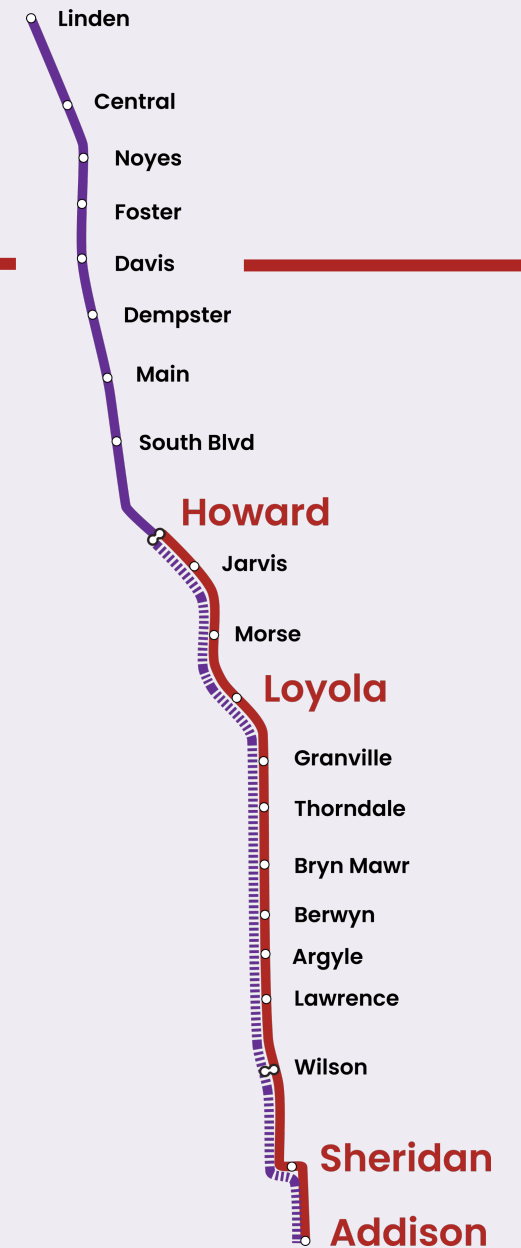 Linden
Central
Noyes
Foster
Davis
Dempster
Main
South Blvd
Howard
Jarvis
Morse
Loyola
Granville
Thorndale
Bryn Mawr
Berwyn
Argyle
Lawrence
Wilson
Sheridan
Addison